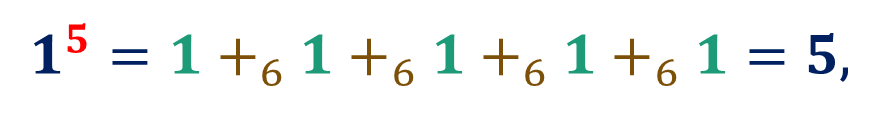 1⁵ = 1 +₆ 1 +₆ 1 +₆ 1 +₆ 1 = 5,